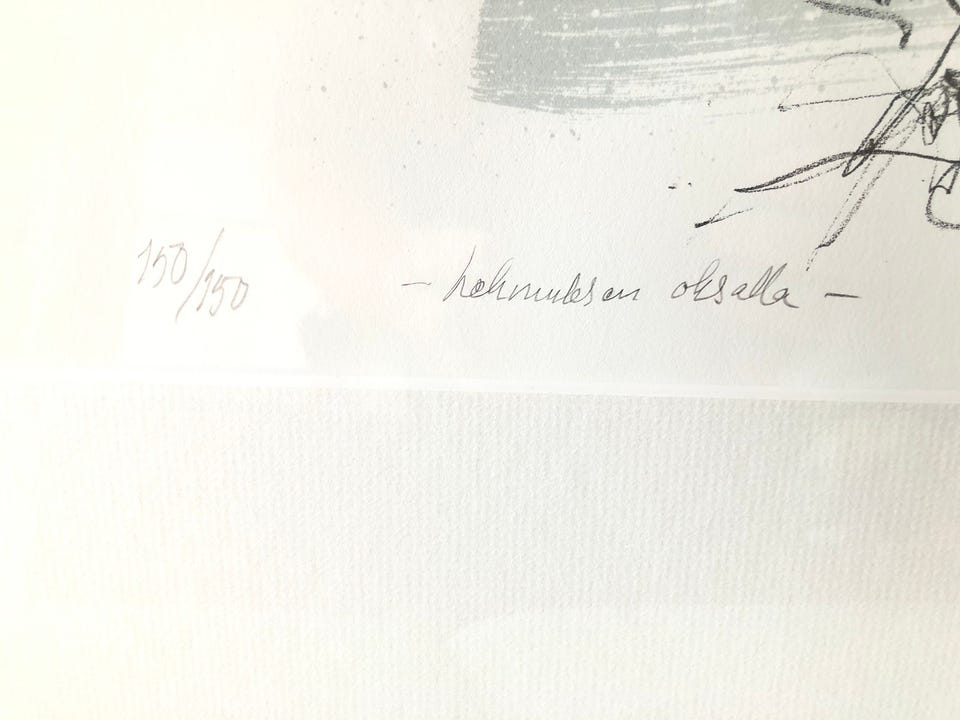 150/150 – Lehmuksen oksalla –